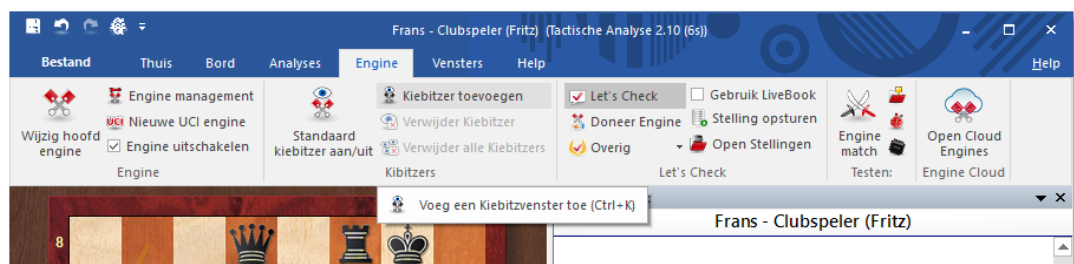 Frans - Clubspeler (Fritz) (Tactische Analyse 2.10 (6s))
Bestand Thuis Bord Analyses Engine Vensters Help Help
Wijzig hoofd engine
Engine management
UCI Nieuwe UCI engine
Engine uitschakelen
Engine
Standaard kiebitzer aan/uit
Kiebitzer toevoegen
Verwijder Kiebitzer
Verwijder alle Kiebitzers
Kibitzers
Let's Check
Doneer Engine
Overig
Gebruik LiveBook
Stelling opsturen
Open Stellingen
Let's Check
Engine match
Testen:
Open Cloud Engines
Engine Cloud
Voeg een Kiebitzvenster toe (Ctrl+K)
Frans - Clubspeler (Fritz)
8